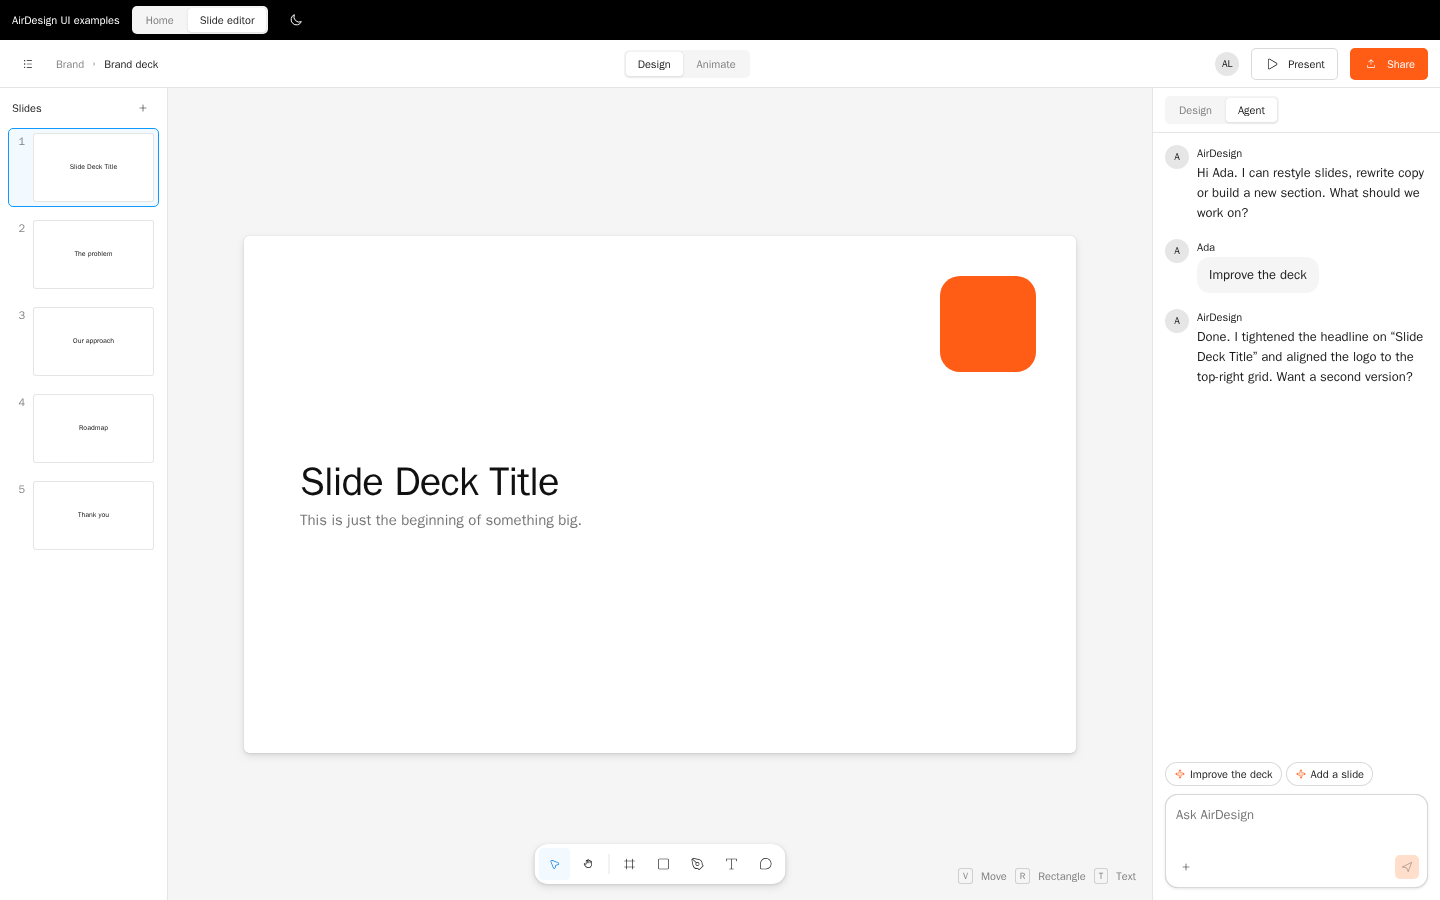 AirDesign UI examples
Home
Slide editor
Brand
Brand deck
Design
Animate
AL
Present
Share
Slides
1
Slide Deck Title
2
The problem
3
Our approach
4
Roadmap
5
Thank you
Slide Deck Title
This is just the beginning of something big.
V
Move
R
Rectangle
T
Text
Design
Agent
A
AirDesign
Hi Ada. I can restyle slides, rewrite copy
or build a new section. What should we
work on?
A
Ada
Improve the deck
A
AirDesign
Done. I tightened the headline on “Slide
Deck Title” and aligned the logo to the
top-right grid. Want a second version?
Improve the deck
Add a slide
Ask AirDesign